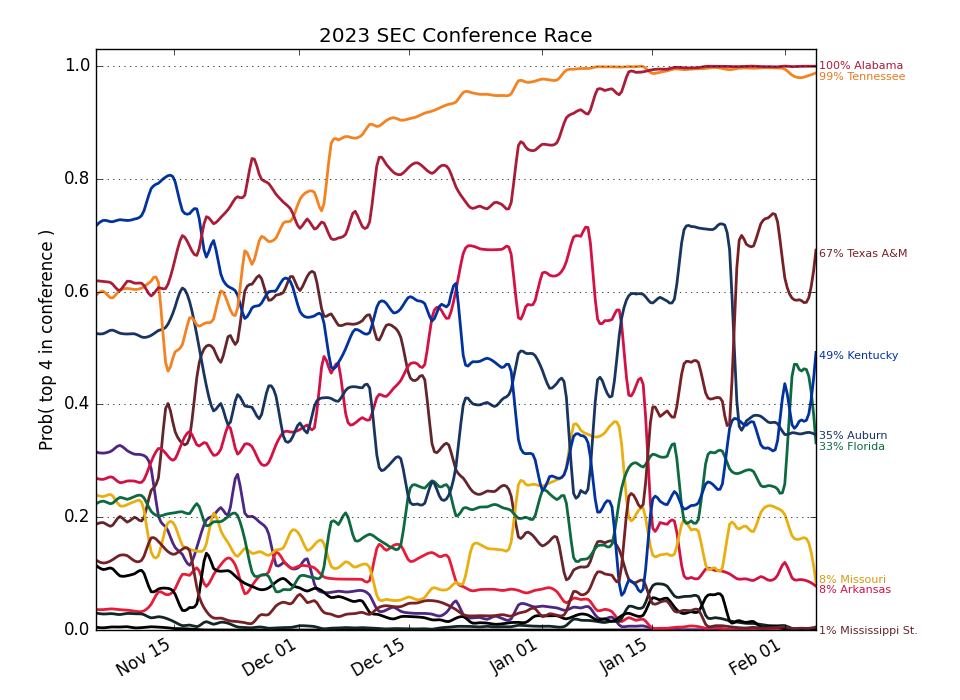 2023 SEC Conference Race
Prob( top 4 in conference )
1.0
0.8
0.6
0.4
0.2
0.0
Nov 15
Dec 01
Dec 15
Jan 01
Jan 15
Feb 01
100% Alabama
99% Tennessee
67% Texas A&M
49% Kentucky
35% Auburn
33% Florida
8% Missouri
8% Arkansas
1% Mississippi St.